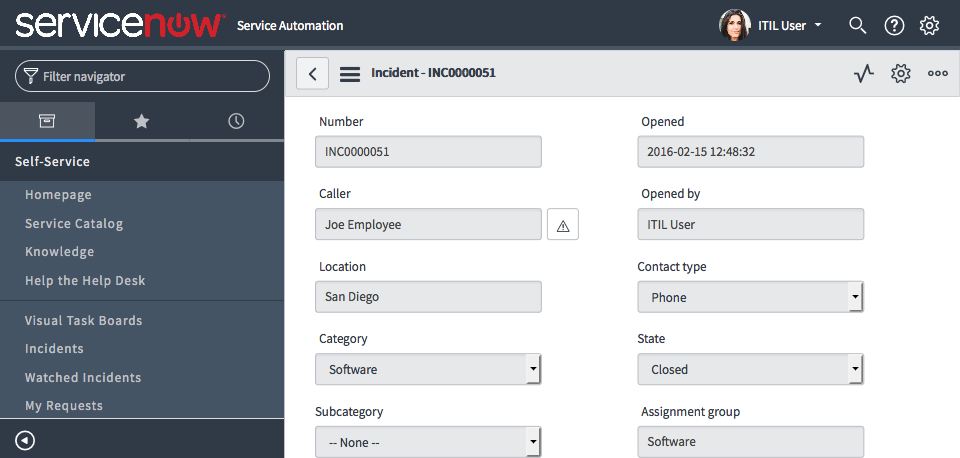 servicenow Service Automation ITIL User
Filter navigator
Incident - INC0000051
Self-Service
Homepage
Service Catalog
Knowledge
Help the Help Desk
Visual Task Boards
Incidents
Watched Incidents
My Requests
Number
INC0000051
Opened
2016-02-15 12:48:32
Caller
Joe Employee
Opened by
ITIL User
Location
San Diego
Contact type
Phone
Category
Software
State
Closed
Subcategory
-- None --
Assignment group
Software